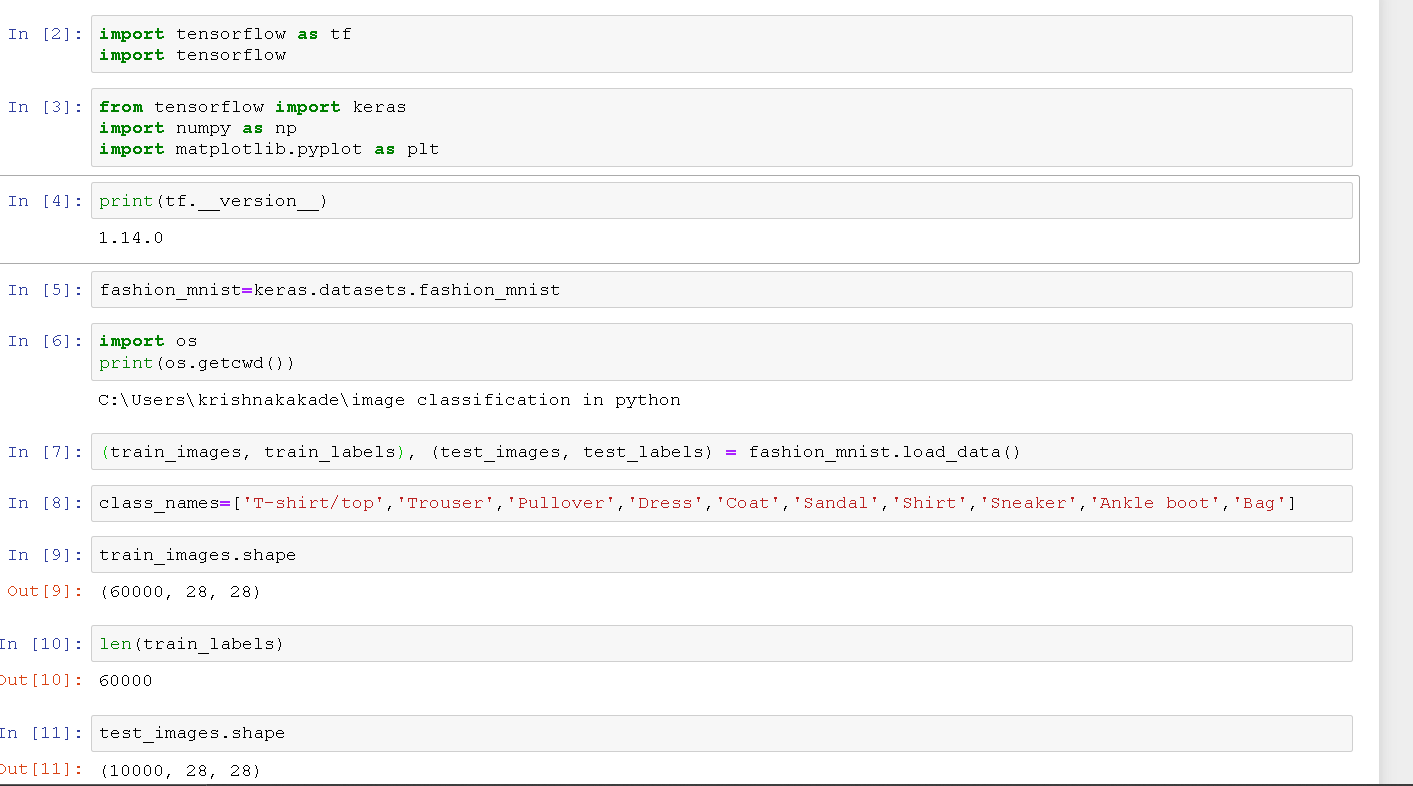 In [2]: import tensorflow as tf
import tensorflow
In [3]: from tensorflow import keras
import numpy as np
import matplotlib.pyplot as plt
In [4]: print(tf.__version__)
1.14.0
In [5]: fashion_mnist=keras.datasets.fashion_mnist
In [6]: import os
print(os.getcwd())
C:\Users\krishnakakade\image classification in python
In [7]: (train_images, train_labels), (test_images, test_labels) = fashion_mnist.load_data()
In [8]: class_names=['T-shirt/top','Trouser','Pullover','Dress','Coat','Sandal','Shirt','Sneaker','Ankle boot','Bag']
In [9]: train_images.shape
Out[9]: (60000, 28, 28)
In [10]: len(train_labels)
Out[10]: 60000
In [11]: test_images.shape
Out[11]: (10000, 28, 28)